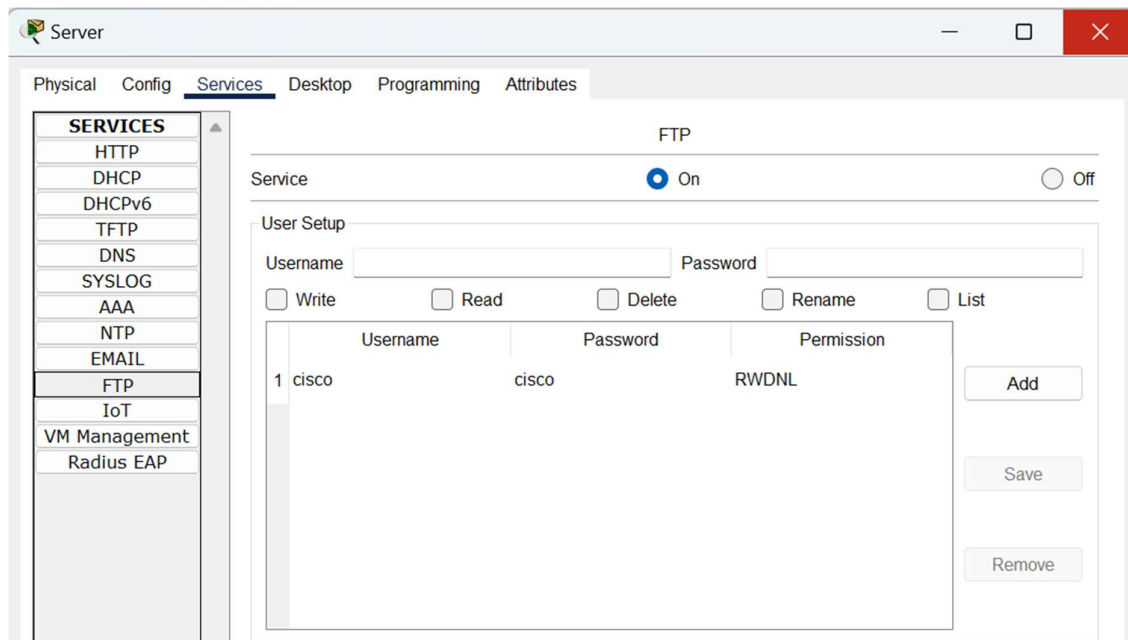 Server
Physical Config Services Desktop Programming Attributes
SERVICES
HTTP
DHCP
DHCPv6
TFTP
DNS
SYSLOG
AAA
NTP
EMAIL
FTP
IoT
VM Management
Radius EAP
FTP
Service On Off
User Setup
Username Password
Write Read Delete Rename List
Username Password Permission
1 cisco cisco RWDNL
Add
Save
Remove